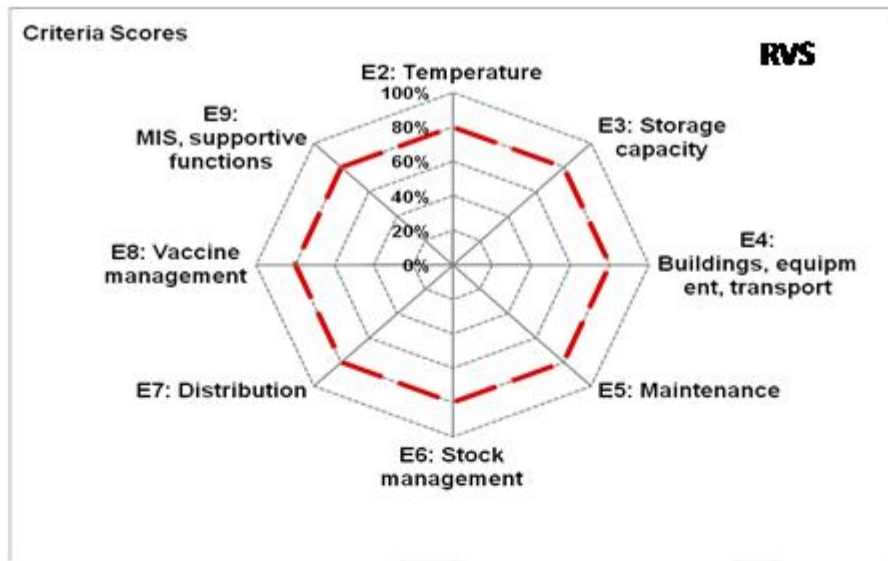 Criteria Scores
RVS
E2: Temperature
100%
80%
60%
40%
20%
0%
E3: Storage
capacity
E4:
Buildings, equipm
ent, transport
E5: Maintenance
E6: Stock
management
E7: Distribution
E8: Vaccine
management
E9:
MIS, supportive
functions